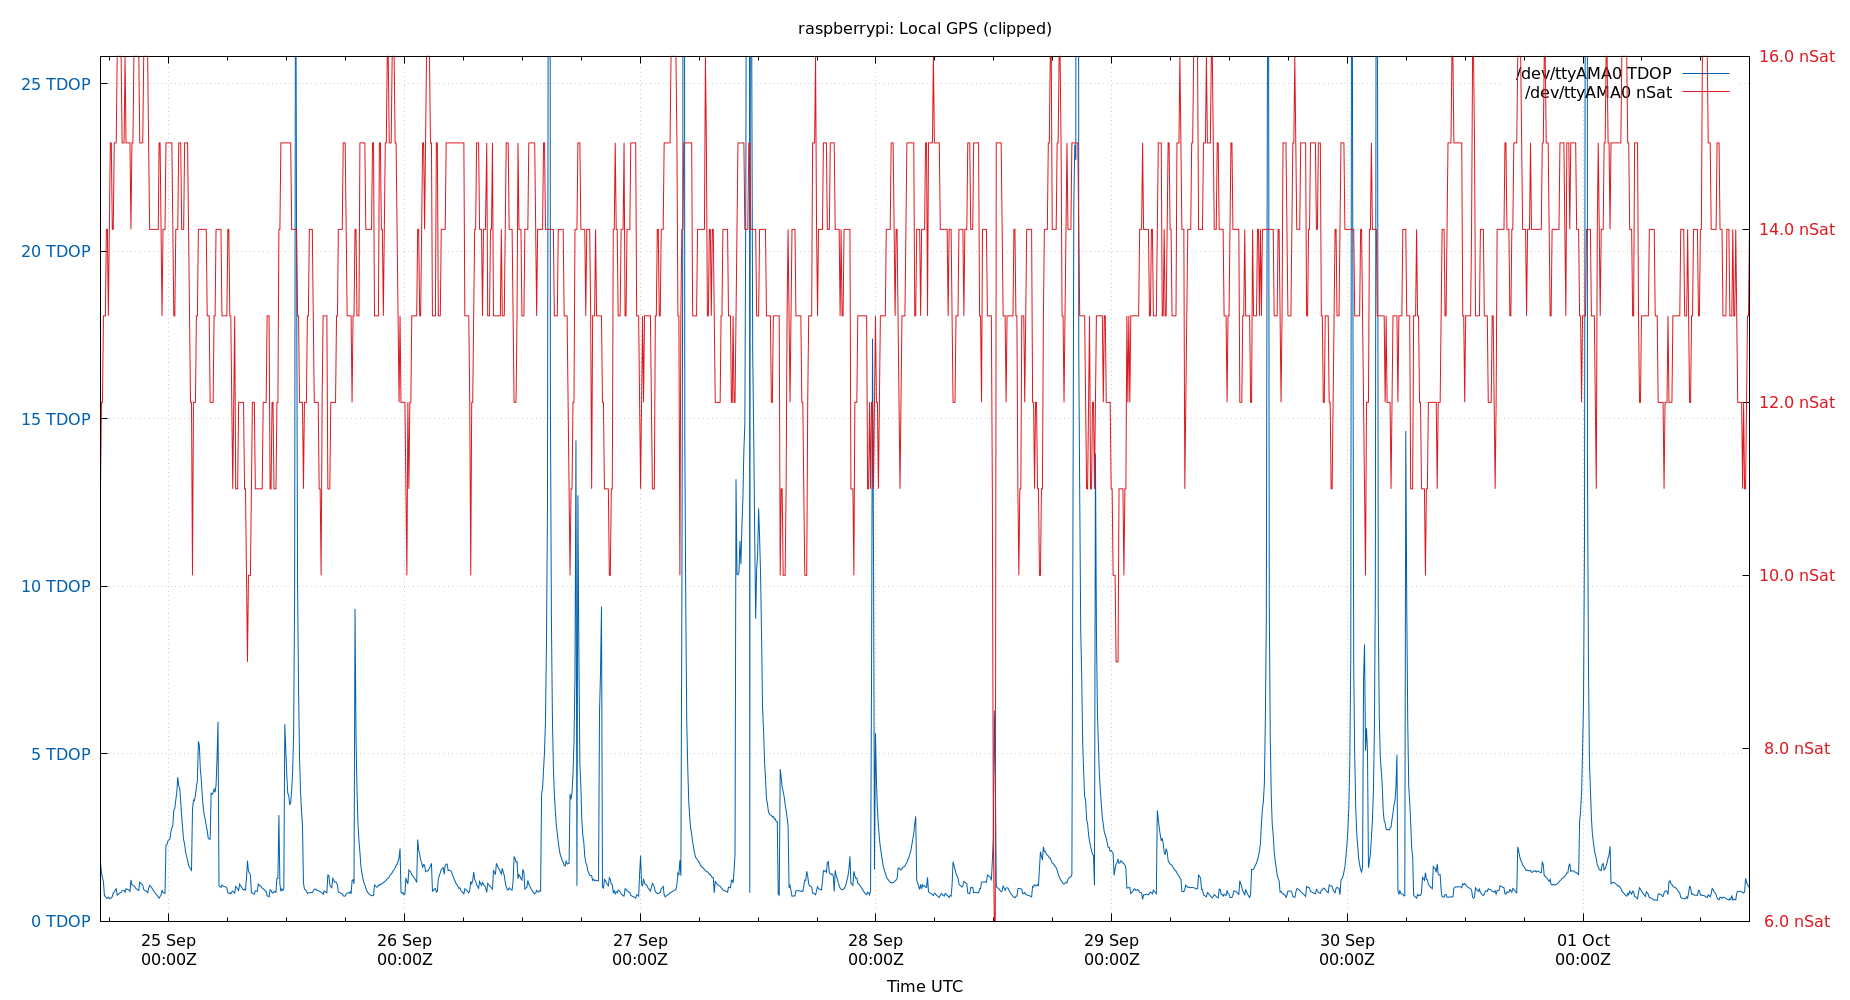 raspberrypi: Local GPS (clipped)
25 TDOP
20 TDOP
15 TDOP
10 TDOP
5 TDOP
0 TDOP
16.0 nSat
14.0 nSat
12.0 nSat
10.0 nSat
8.0 nSat
6.0 nSat
/dev/ttyAMA0 TDOP
/dev/ttyAMA0 nSat
25 Sep
00:00Z
26 Sep
00:00Z
27 Sep
00:00Z
28 Sep
00:00Z
29 Sep
00:00Z
30 Sep
00:00Z
01 Oct
00:00Z
Time UTC